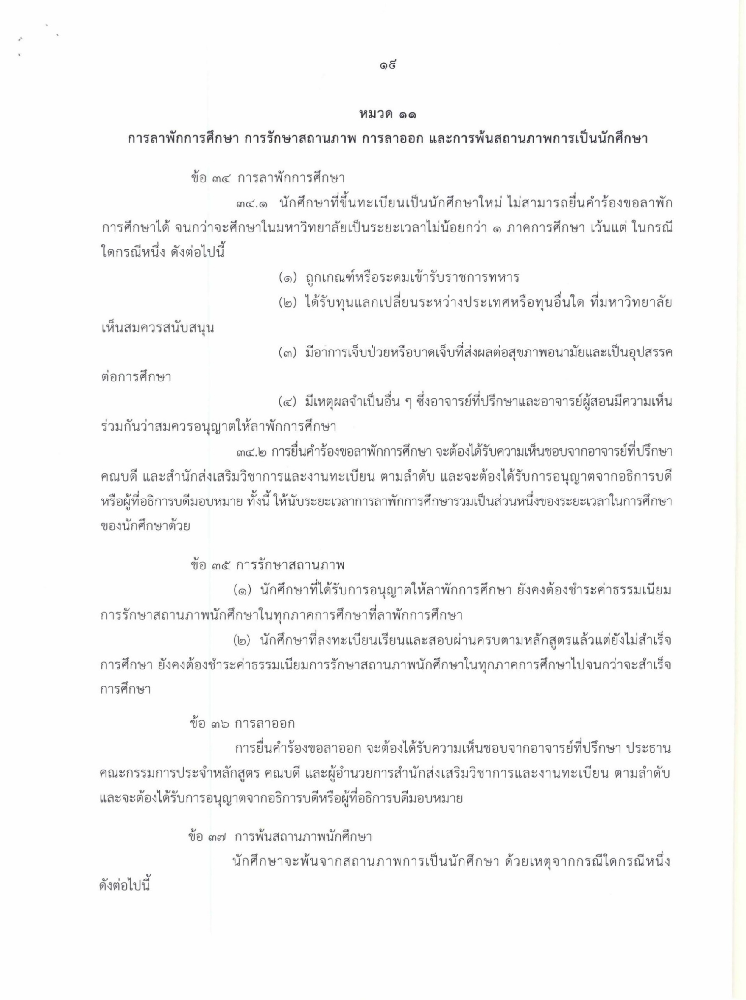 ๑๙
หมวด ๑๑
การลาพักการศึกษา การรักษาสถานภาพ การลาออก และการพ้นสถานภาพการเป็นนักศึกษา
ข้อ ๓๔ การลาพักการศึกษา
๓๔.๑ นักศึกษาที่ขึ้นทะเบียนเป็นนักศึกษาใหม่ ไม่สามารถยื่นคำร้องขอลาพัก
การศึกษาได้ จนกว่าจะศึกษาในมหาวิทยาลัยเป็นระยะเวลาไม่น้อยกว่า ๑ ภาคการศึกษา เว้นแต่ ในกรณี
ใดกรณีหนึ่ง ดังต่อไปนี้
(๑) ถูกเกณฑ์หรือระดมเข้ารับราชการทหาร
(๒) ได้รับทุนแลกเปลี่ยนระหว่างประเทศหรือทุนอื่นใด ที่มหาวิทยาลัย
เห็นสมควรสนับสนุน
(๓) มีอาการเจ็บป่วยหรือบาดเจ็บที่ส่งผลต่อสุขภาพอนามัยและเป็นอุปสรรค
ต่อการศึกษา
(๔) มีเหตุผลจำเป็นอื่น ๆ ซึ่งอาจารย์ที่ปรึกษาและอาจารย์ผู้สอนมีความเห็น
ร่วมกันว่าสมควรอนุญาตให้ลาพักการศึกษา
๓๔.๒ การยื่นคำร้องขอลาพักการศึกษา จะต้องได้รับความเห็นชอบจากอาจารย์ที่ปรึกษา
คณบดี และสำนักส่งเสริมวิชาการและงานทะเบียน ตามลำดับ และจะต้องได้รับการอนุญาตจากอธิการบดี
หรือผู้ที่อธิการบดีมอบหมาย ทั้งนี้ ให้นับระยะเวลาการลาพักการศึกษารวมเป็นส่วนหนึ่งของระยะเวลาในการศึกษา
ของนักศึกษาด้วย
ข้อ ๓๕ การรักษาสถานภาพ
(๑) นักศึกษาที่ได้รับการอนุญาตให้ลาพักการศึกษา ยังคงต้องชำระค่าธรรมเนียม
การรักษาสถานภาพนักศึกษาในทุกภาคการศึกษาที่ลาพักการศึกษา
(๒) นักศึกษาที่ลงทะเบียนเรียนและสอบผ่านครบตามหลักสูตรแล้วแต่ยังไม่สำเร็จ
การศึกษา ยังคงต้องชำระค่าธรรมเนียมการรักษาสถานภาพนักศึกษาในทุกภาคการศึกษาไปจนกว่าจะสำเร็จ
การศึกษา
ข้อ ๓๖ การลาออก
การยื่นคำร้องขอลาออก จะต้องได้รับความเห็นชอบจากอาจารย์ที่ปรึกษา ประธาน
คณะกรรมการประจำหลักสูตร คณบดี และผู้อำนวยการสำนักส่งเสริมวิชาการและงานทะเบียน ตามลำดับ
และจะต้องได้รับการอนุญาตจากอธิการบดีหรือผู้ที่อธิการบดีมอบหมาย
ข้อ ๓๗ การพ้นสถานภาพนักศึกษา
นักศึกษาจะพ้นจากสถานภาพการเป็นนักศึกษา ด้วยเหตุจากกรณีใดกรณีหนึ่ง
ดังต่อไปนี้